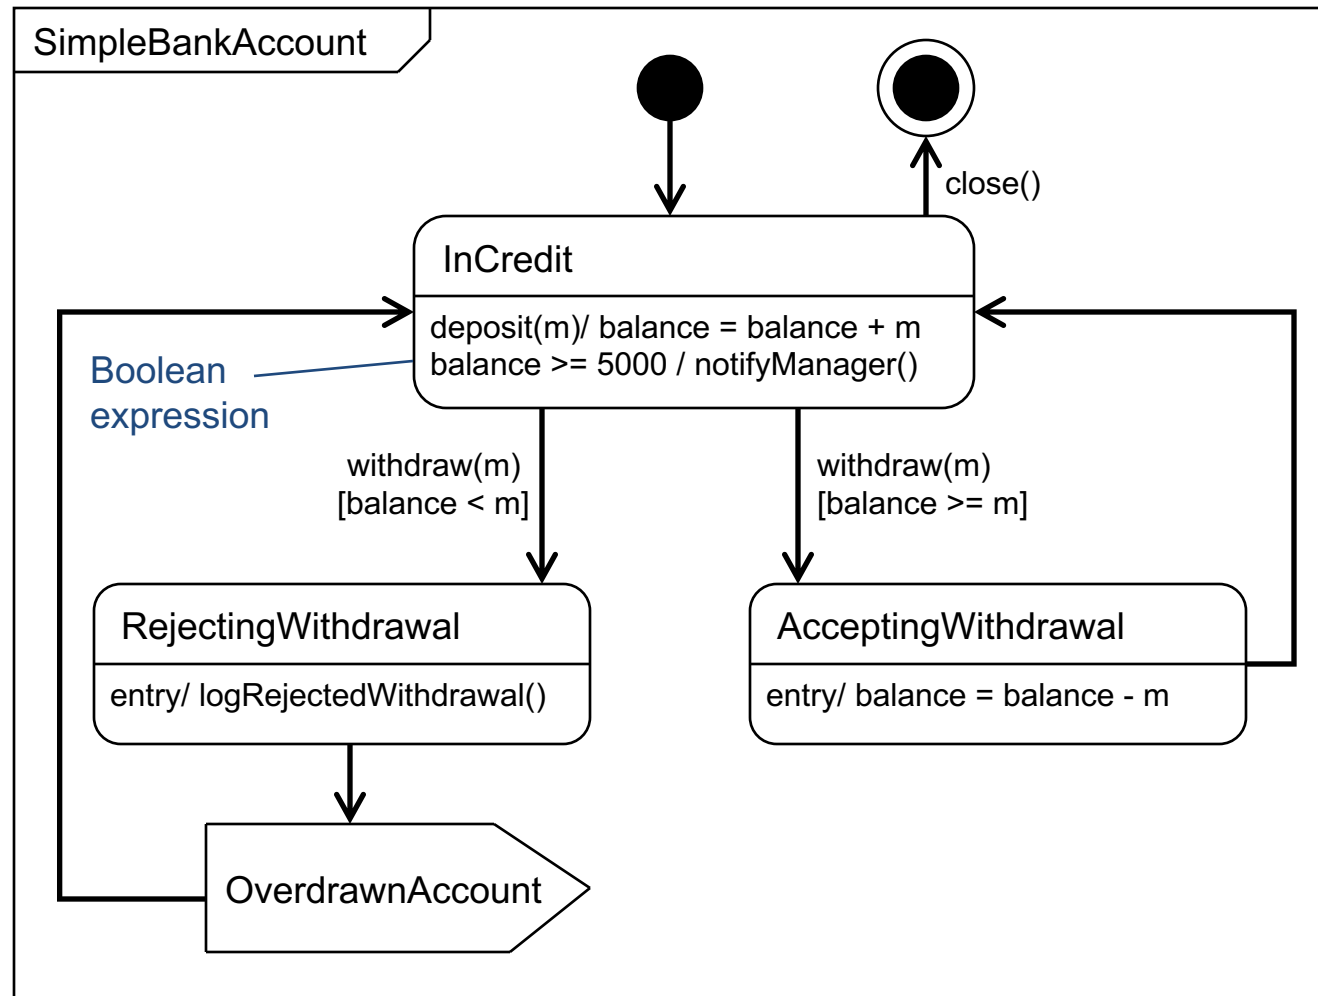 SimpleBankAccount
close()
InCredit
deposit(m)/ balance = balance + m
balance >= 5000 / notifyManager()
Boolean
expression
withdraw(m)
[balance < m]
withdraw(m)
[balance >= m]
RejectingWithdrawal
entry/ logRejectedWithdrawal()
AcceptingWithdrawal
entry/ balance = balance - m
OverdrawnAccount